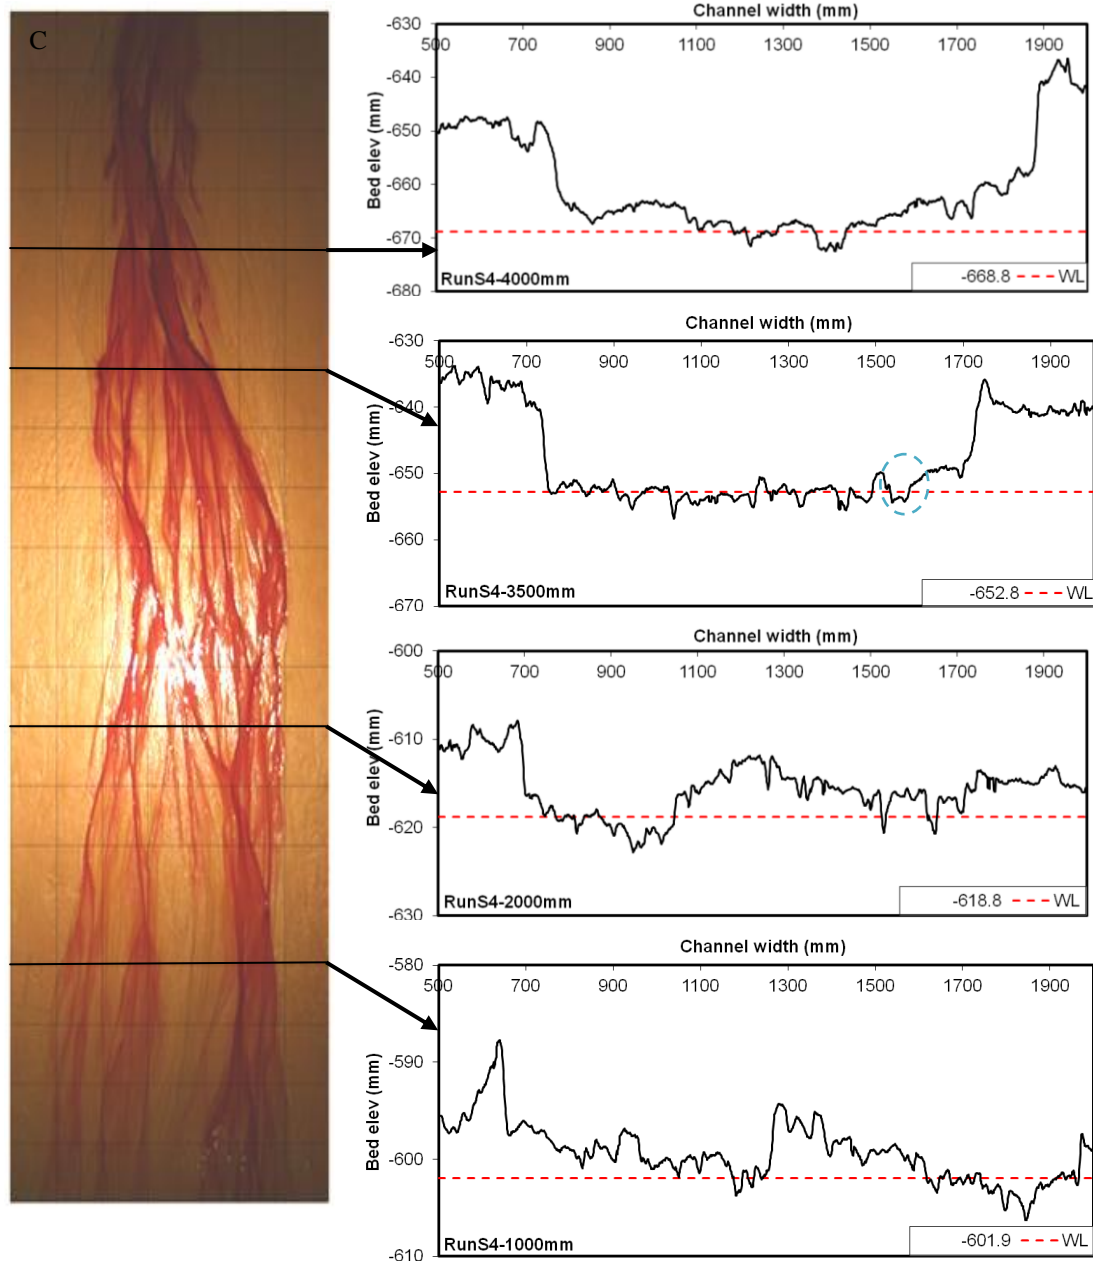 C
Channel width (mm)
500 700 900 1100 1300 1500 1700 1900
Bed elev (mm)
-630
-640
-650
-660
-670
-680
RunS4-4000mm
-668.8 WL
Channel width (mm)
500 700 900 1100 1300 1500 1700 1900
Bed elev (mm)
-630
-640
-650
-660
-670
RunS4-3500mm
-652.8 WL
Channel width (mm)
500 700 900 1100 1300 1500 1700 1900
Bed elev (mm)
-600
-610
-620
-630
RunS4-2000mm
-618.8 WL
Channel width (mm)
500 700 900 1100 1300 1500 1700 1900
Bed elev (mm)
-580
-590
-600
-610
RunS4-1000mm
-601.9 WL